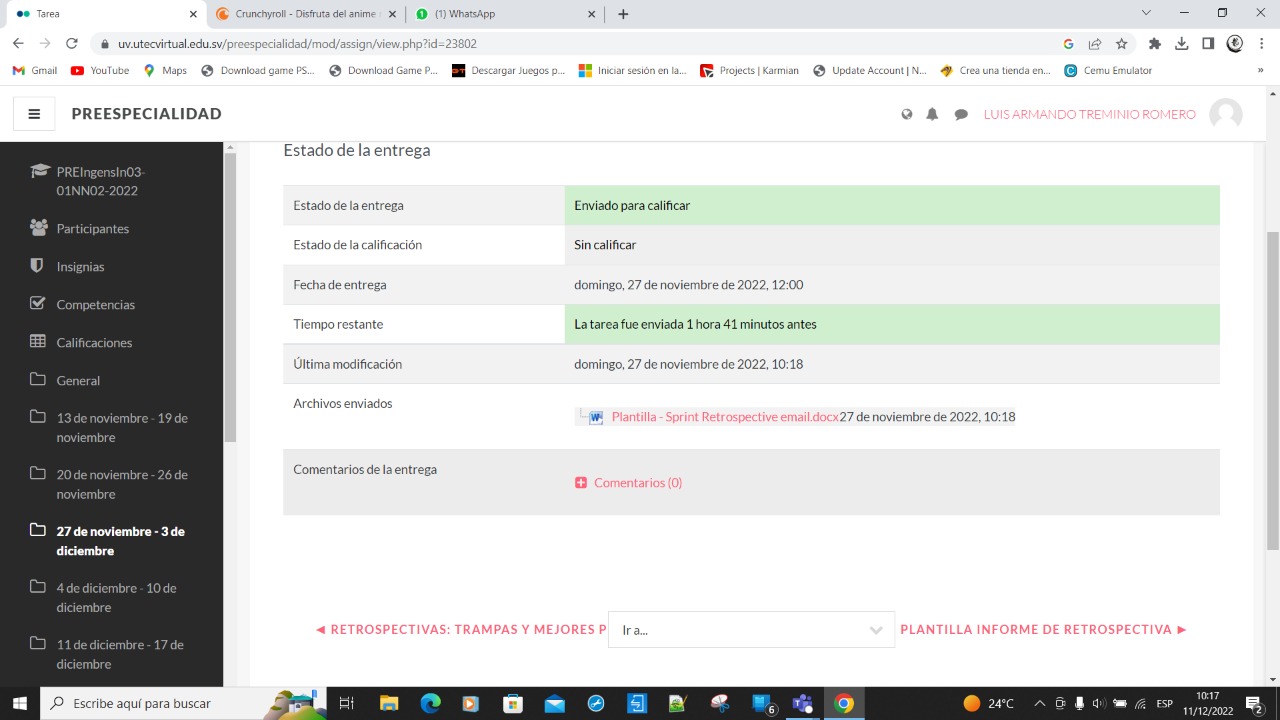 Tarea
Crunchyroll - Disfruta del anime
(1) WhatsApp
uv.utecvirtual.edu.sv/preespecialidad/mod/assign/view.php?id=23802
Gmail
YouTube
Maps
Download game PS...
Download Game P...
Descargar Juegos p...
Iniciar sesión en la...
Projects | Kamian
Update Account | N...
Crea una tienda en...
Cemu Emulator
»
PREESPECIALIDAD
LUIS ARMANDO TREMINIO ROMERO
PREIngensIn03-
01NN02-2022
Participantes
Insignias
Competencias
Calificaciones
General
13 de noviembre - 19 de
noviembre
20 de noviembre - 26 de
noviembre
27 de noviembre - 3 de
diciembre
4 de diciembre - 10 de
diciembre
11 de diciembre - 17 de
diciembre
Estado de la entrega
Estado de la entrega Enviado para calificar
Estado de la calificación Sin calificar
Fecha de entrega domingo, 27 de noviembre de 2022, 12:00
Tiempo restante La tarea fue enviada 1 hora 41 minutos antes
Última modificación domingo, 27 de noviembre de 2022, 10:18
Archivos enviados
Plantilla - Sprint Retrospective email.docx27 de noviembre de 2022, 10:18
Comentarios de la entrega
Comentarios (0)
◄ RETROSPECTIVAS: TRAMPAS Y MEJORES P
Ir a...
PLANTILLA INFORME DE RETROSPECTIVA ►
Escribe aquí para buscar
6
24°C
ESP
10:17
11/12/2022